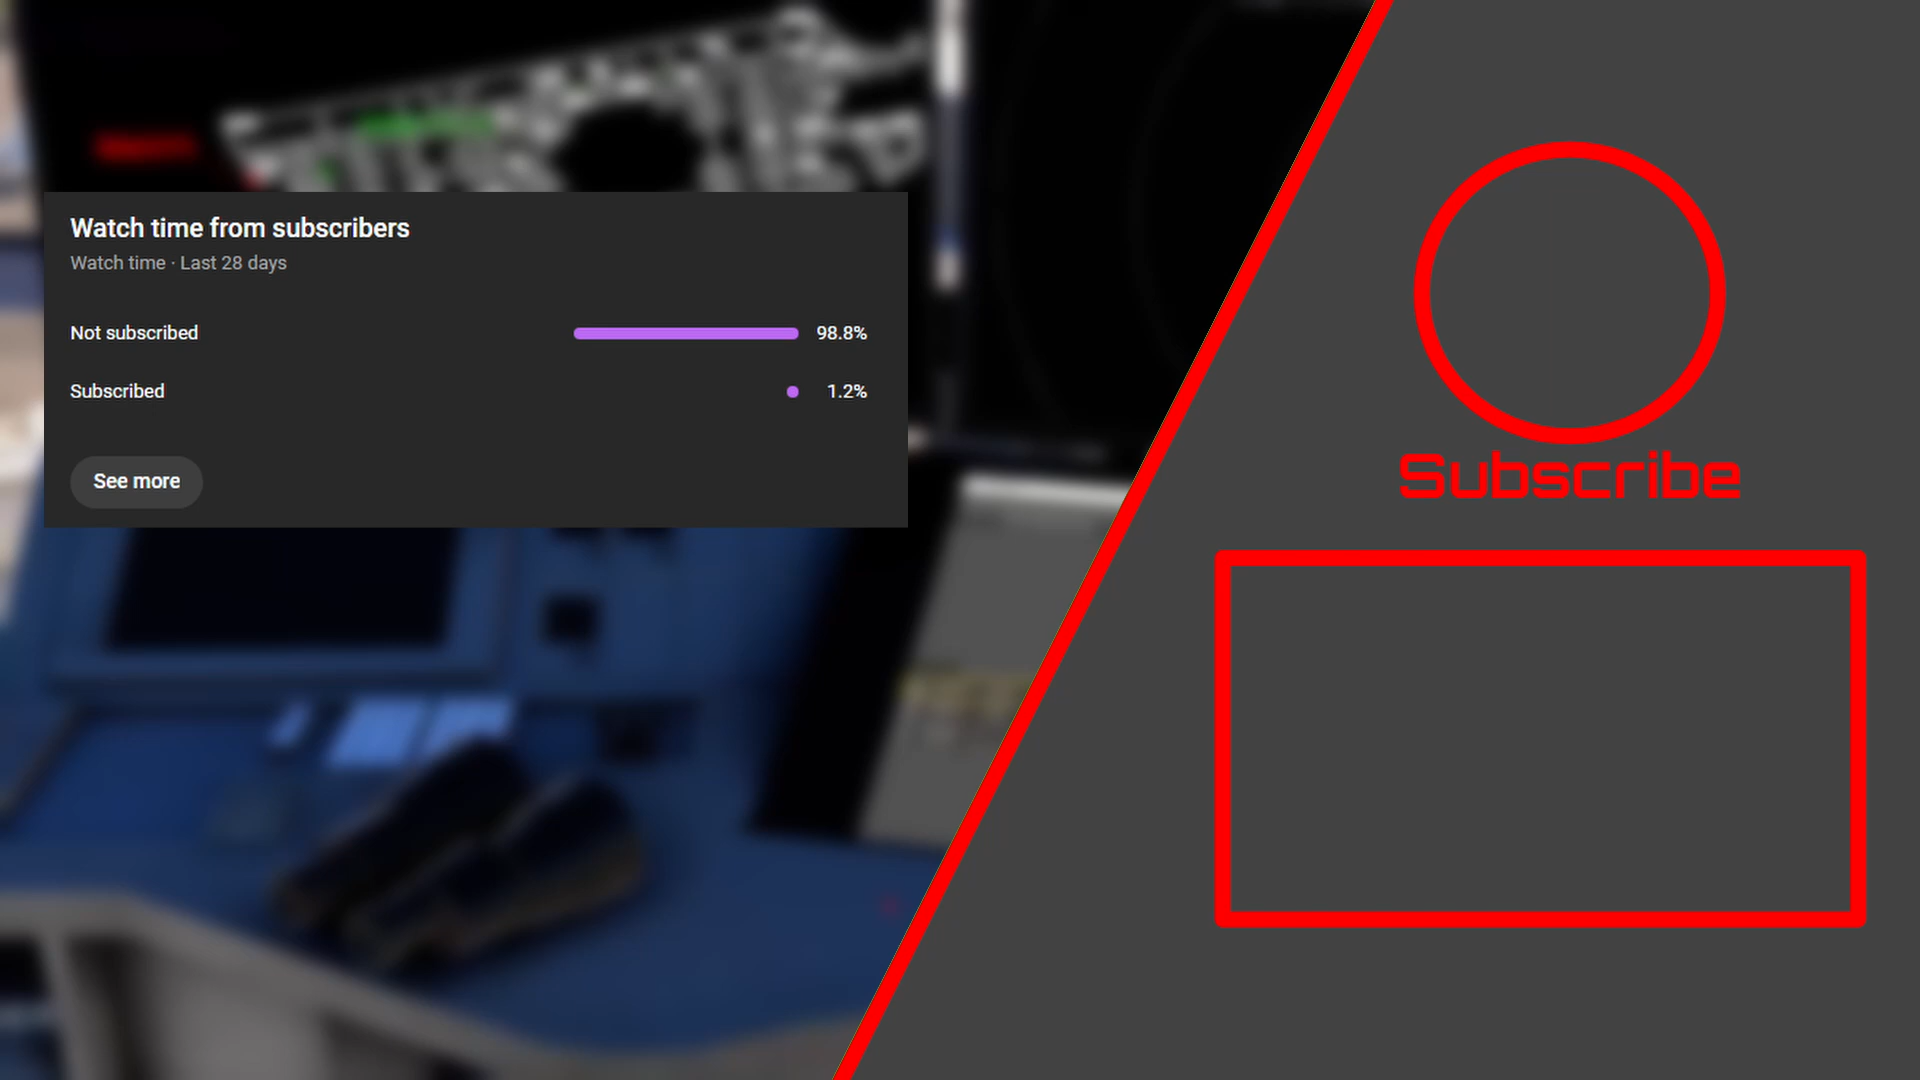 Watch time from subscribers
Watch time · Last 28 days
Not subscribed 98.8%
Subscribed 1.2%
See more
Subscribe